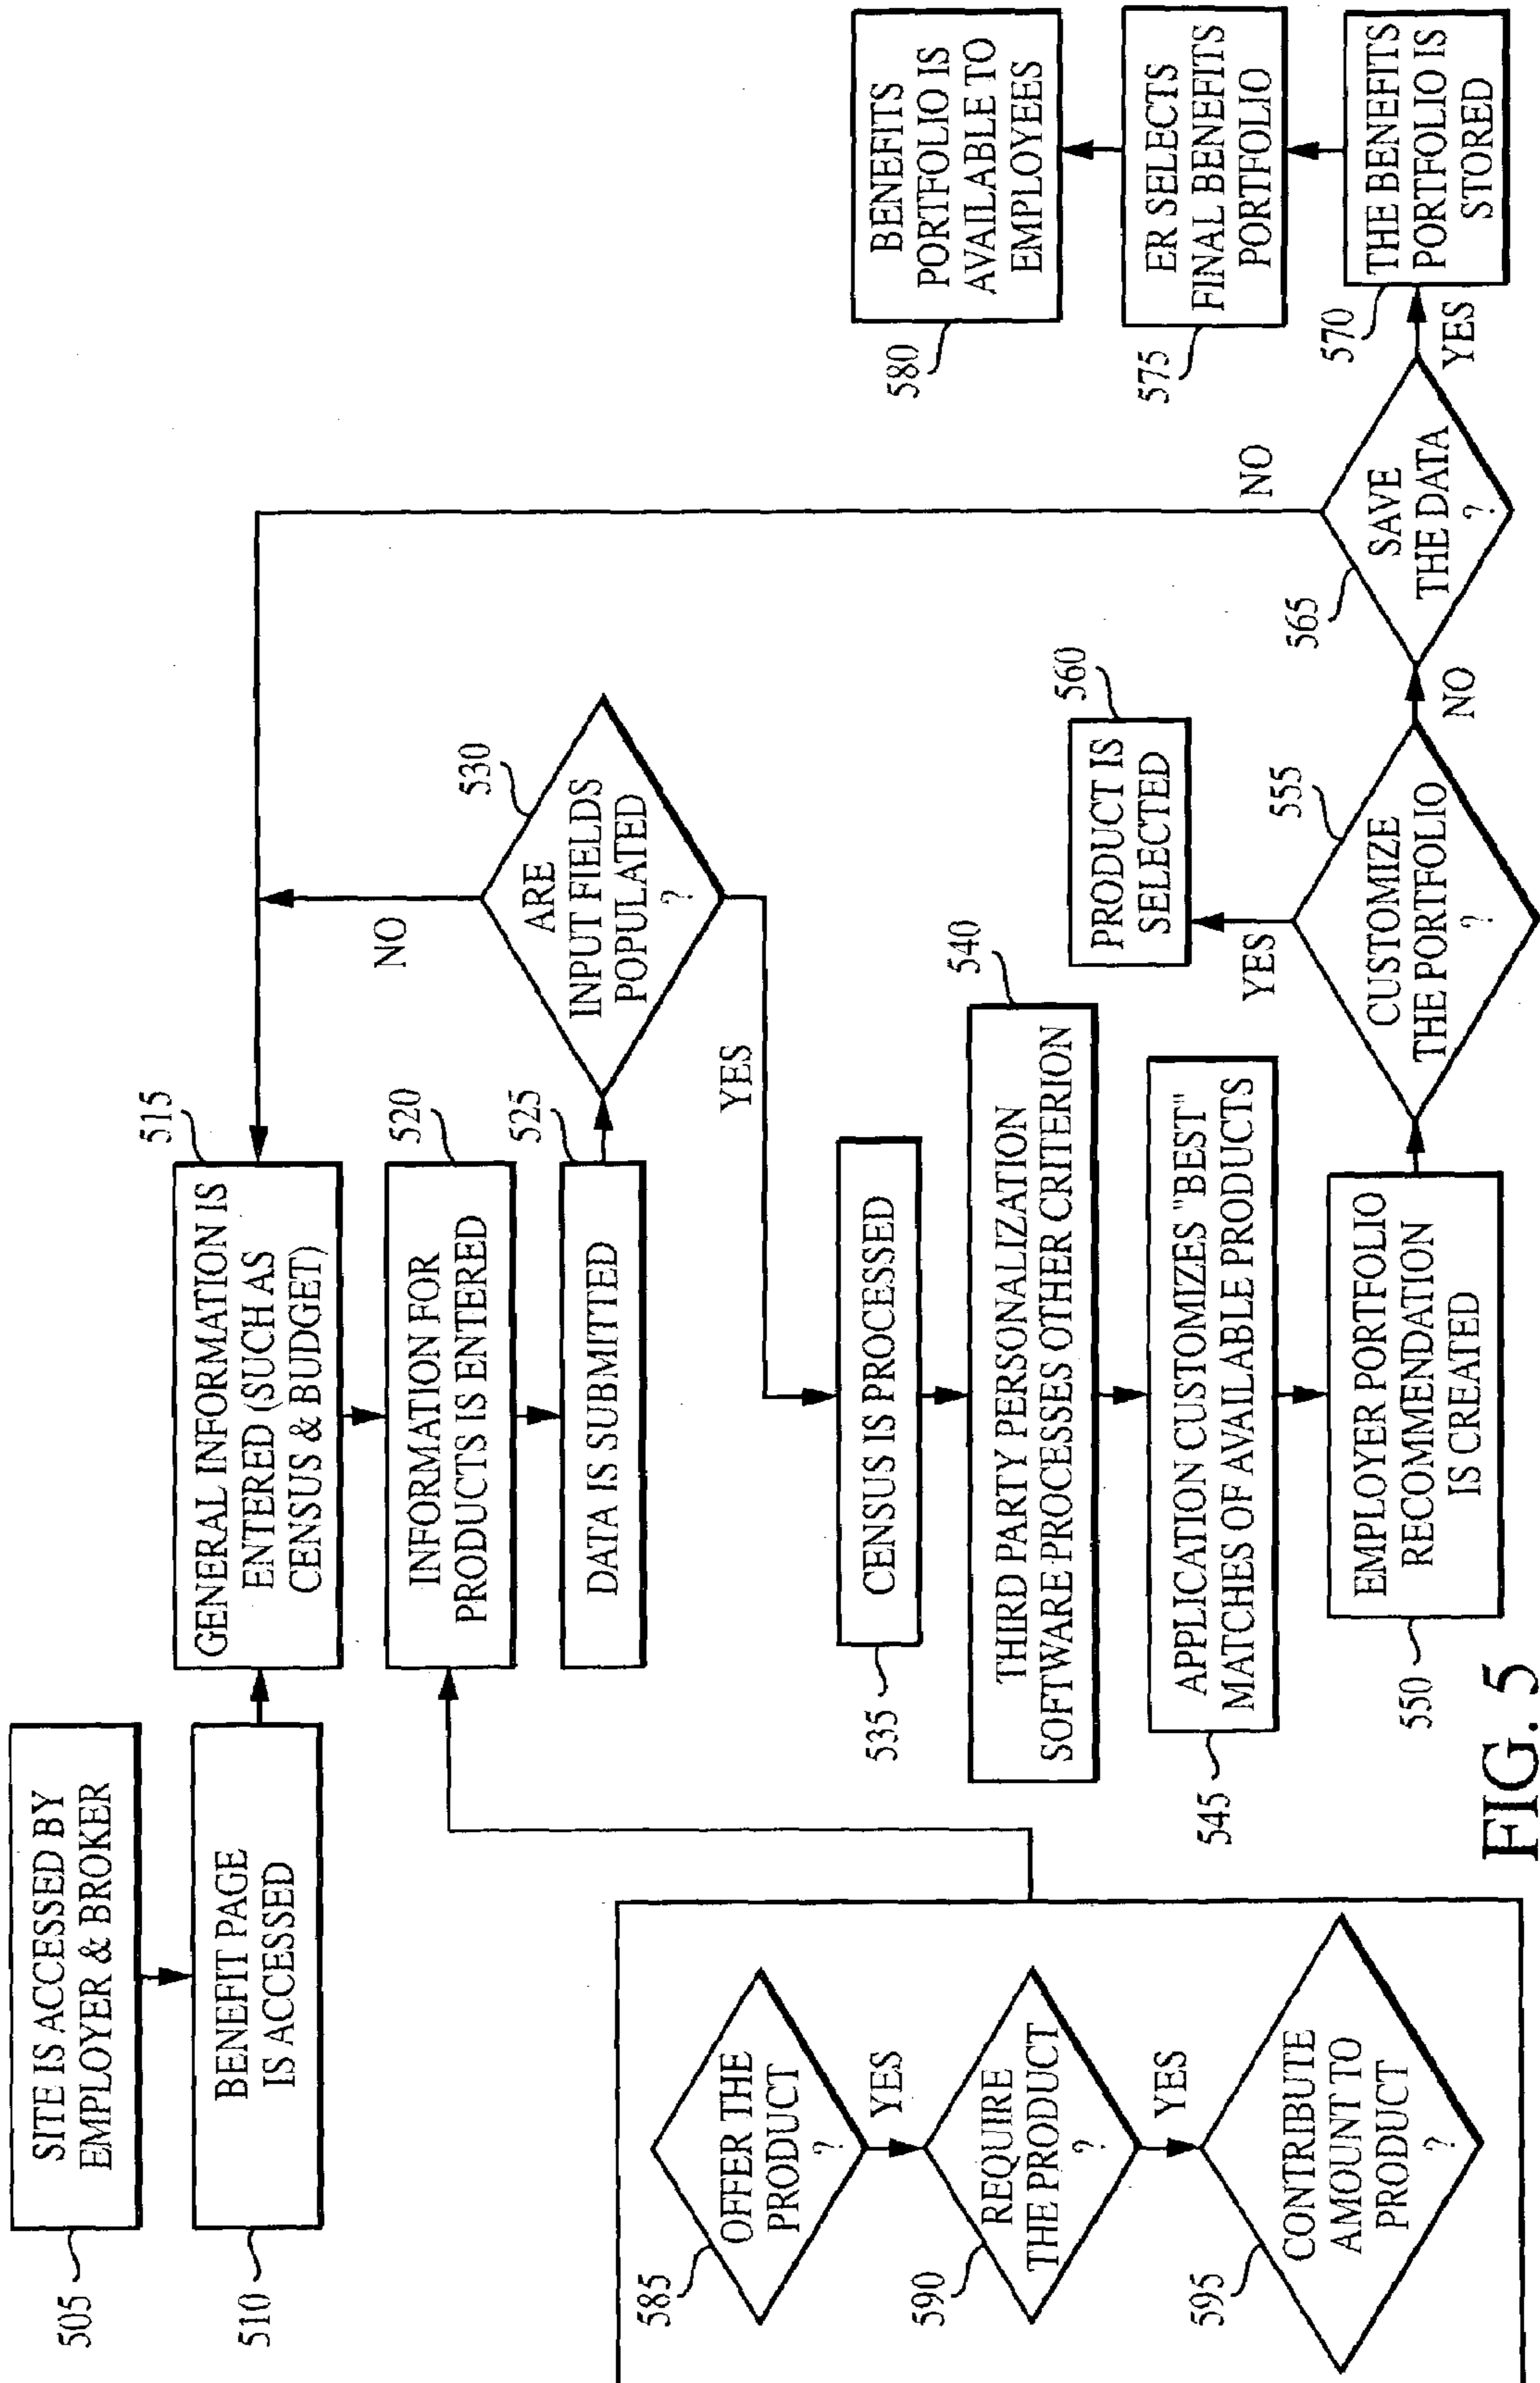 505
SITE IS ACCESSED BY
EMPLOYER & BROKER
510
BENEFIT PAGE
IS ACCESSED
515
GENERAL INFORMATION IS
ENTERED (SUCH AS
CENSUS & BUDGET)
520
INFORMATION FOR
PRODUCTS IS ENTERED
525
DATA IS SUBMITTED
530
ARE
INPUT FIELDS
POPULATED
?
NO
YES
535
CENSUS IS PROCESSED
540
THIRD PARTY PERSONALIZATION
SOFTWARE PROCESSES OTHER CRITERION
545
APPLICATION CUSTOMIZES "BEST"
MATCHES OF AVAILABLE PRODUCTS
550
EMPLOYER PORTFOLIO
RECOMMENDATION
IS CREATED
555
CUSTOMIZE
THE PORTFOLIO
?
YES
NO
560
PRODUCT IS
SELECTED
565
SAVE
THE DATA
?
NO
YES
570
THE BENEFITS
PORTFOLIO IS
STORED
575
ER SELECTS
FINAL BENEFITS
PORTFOLIO
580
BENEFITS
PORTFOLIO IS
AVAILABLE TO
EMPLOYEES
585
OFFER THE
PRODUCT
?
YES
590
REQUIRE
THE PRODUCT
?
YES
595
CONTRIBUTE
AMOUNT TO
PRODUCT
?
FIG. 5